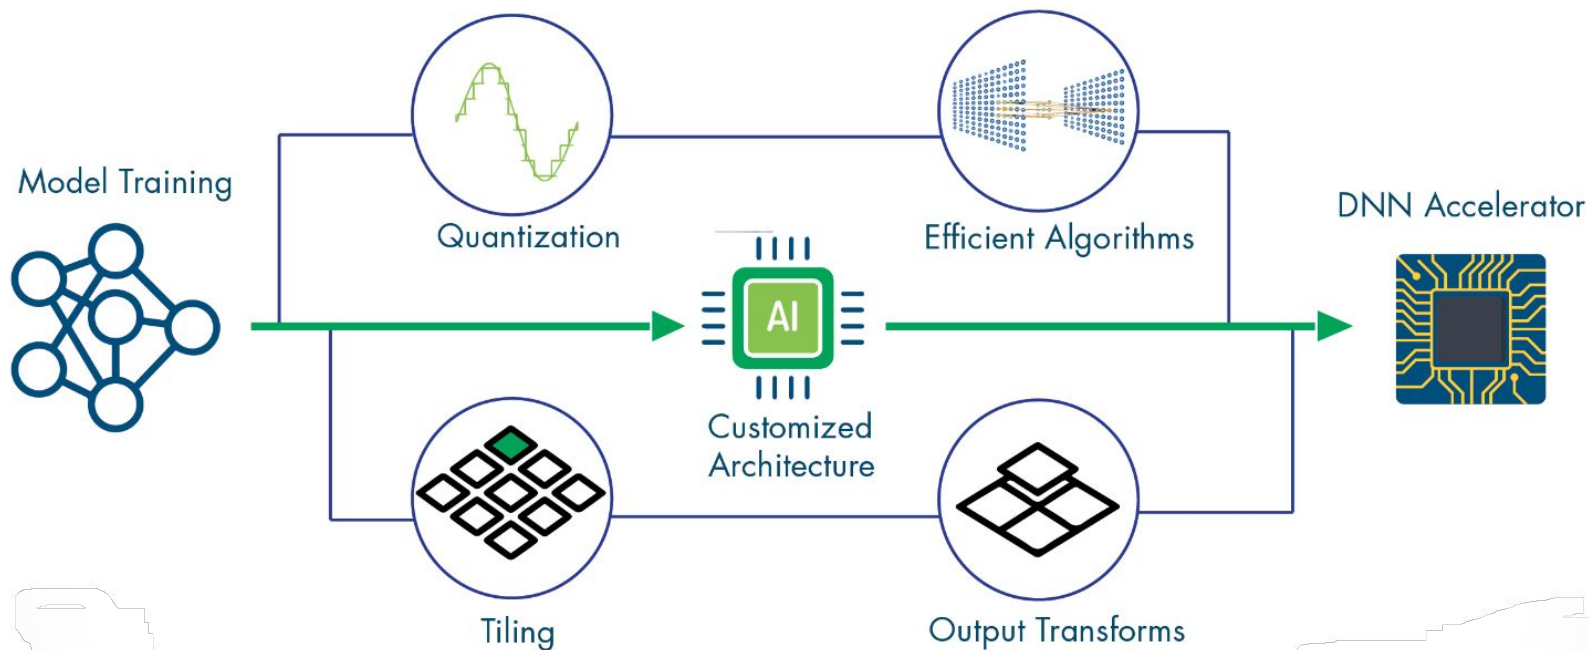 Model Training
Quantization
Efficient Algorithms
DNN Accelerator
AI
Customized
Architecture
Tiling
Output Transforms